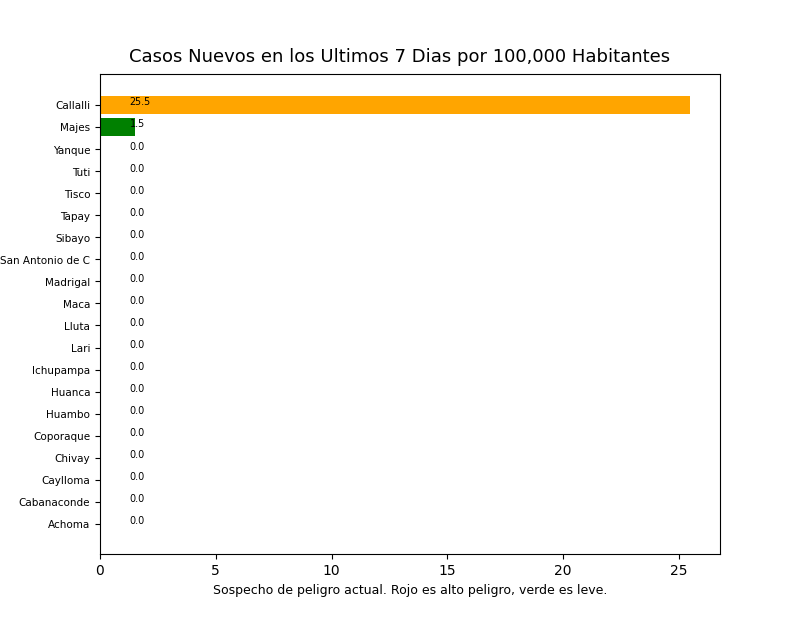 Casos Nuevos en los Ultimos 7 Dias por 100,000 Habitantes
Callalli 25.5
Majes 1.5
Yanque 0.0
Tuti 0.0
Tisco 0.0
Tapay 0.0
Sibayo 0.0
San Antonio de C 0.0
Madrigal 0.0
Maca 0.0
Lluta 0.0
Lari 0.0
Ichupampa 0.0
Huanca 0.0
Huambo 0.0
Coporaque 0.0
Chivay 0.0
Caylloma 0.0
Cabanaconde 0.0
Achoma 0.0
0 5 10 15 20 25
Sospecho de peligro actual. Rojo es alto peligro, verde es leve.